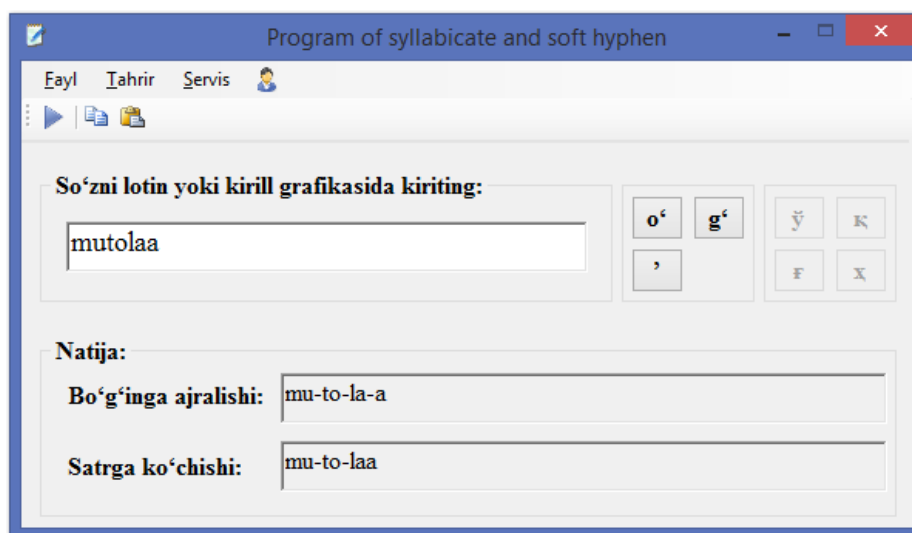 Program of syllabicate and soft hyphen
Fayl Tahrir Servis
So‘zni lotin yoki kirill grafikasida kiriting:
mutolaa
o‘ g‘ ў қ
’ ғ ҳ
Natija:
Bo‘g‘inga ajralishi: mu-to-la-a
Satrga ko‘chishi: mu-to-laa